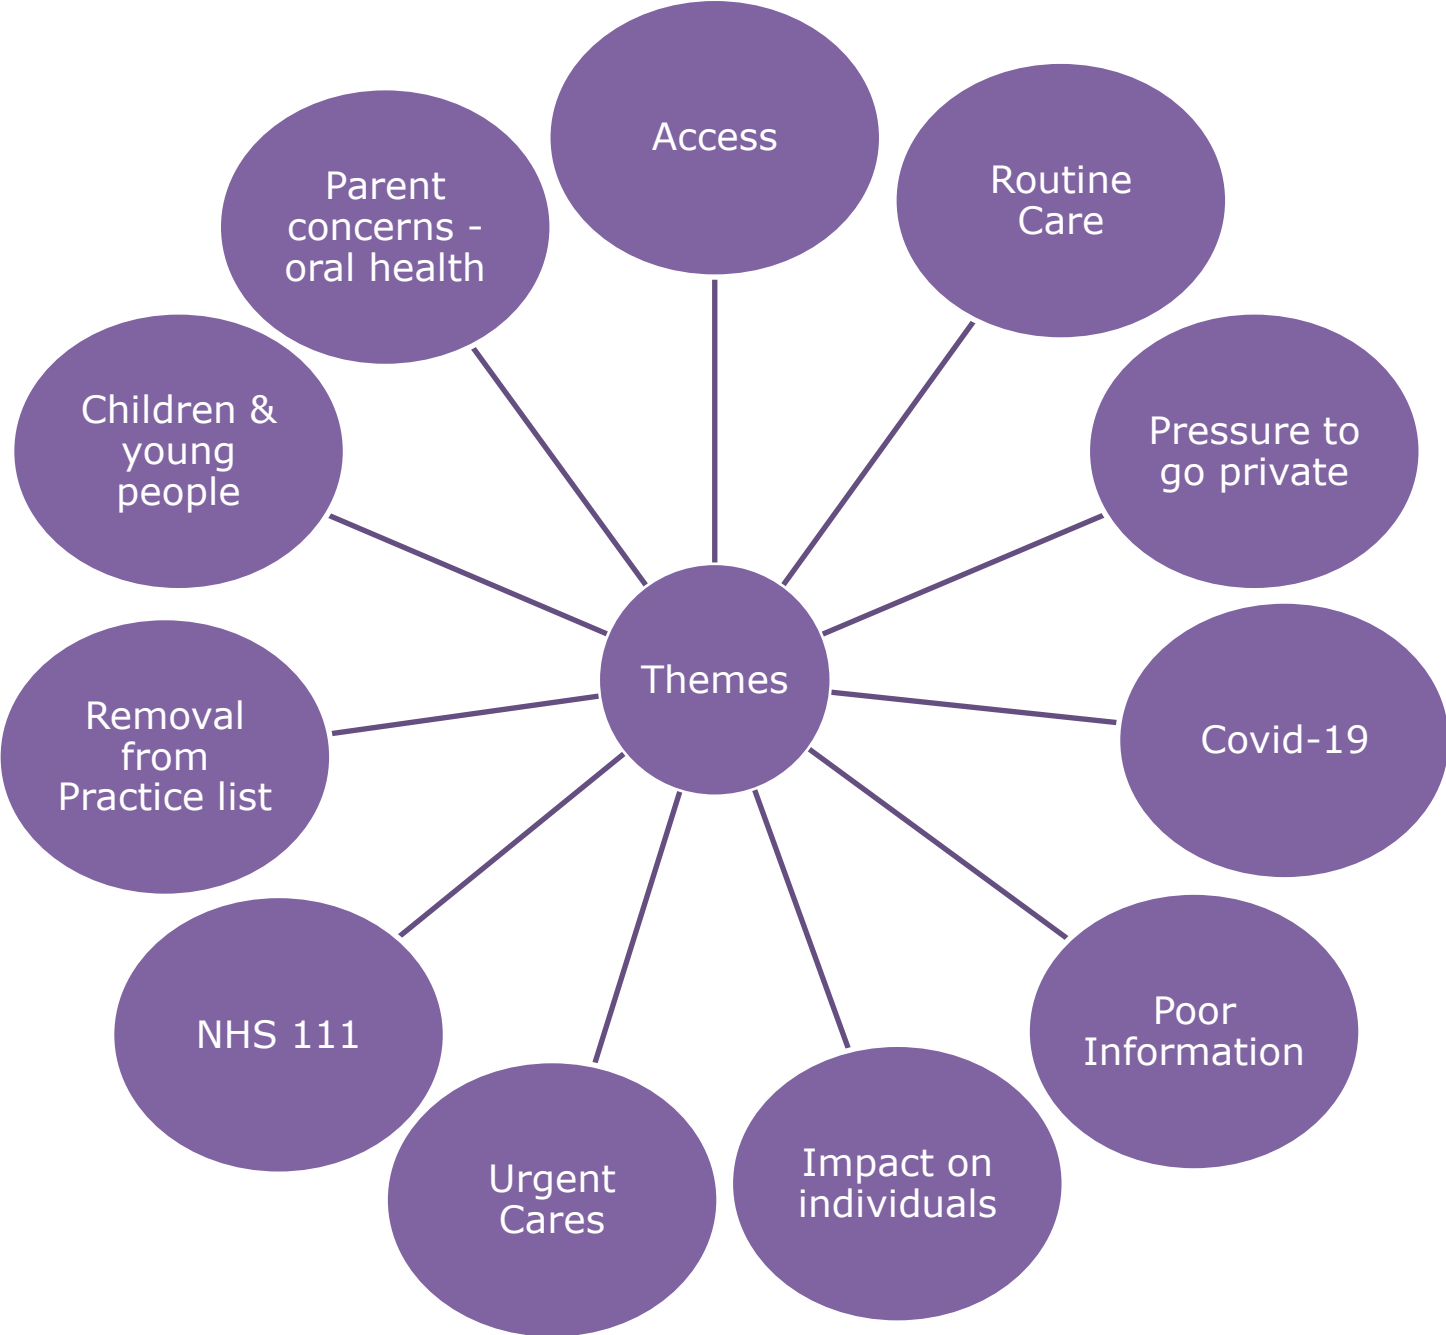 Access
Routine
Care
Pressure to
go private
Covid-19
Poor
Information
Impact on
individuals
Urgent
Cares
NHS 111
Removal
from
Practice list
Children &
young
people
Parent
concerns -
oral health
Themes